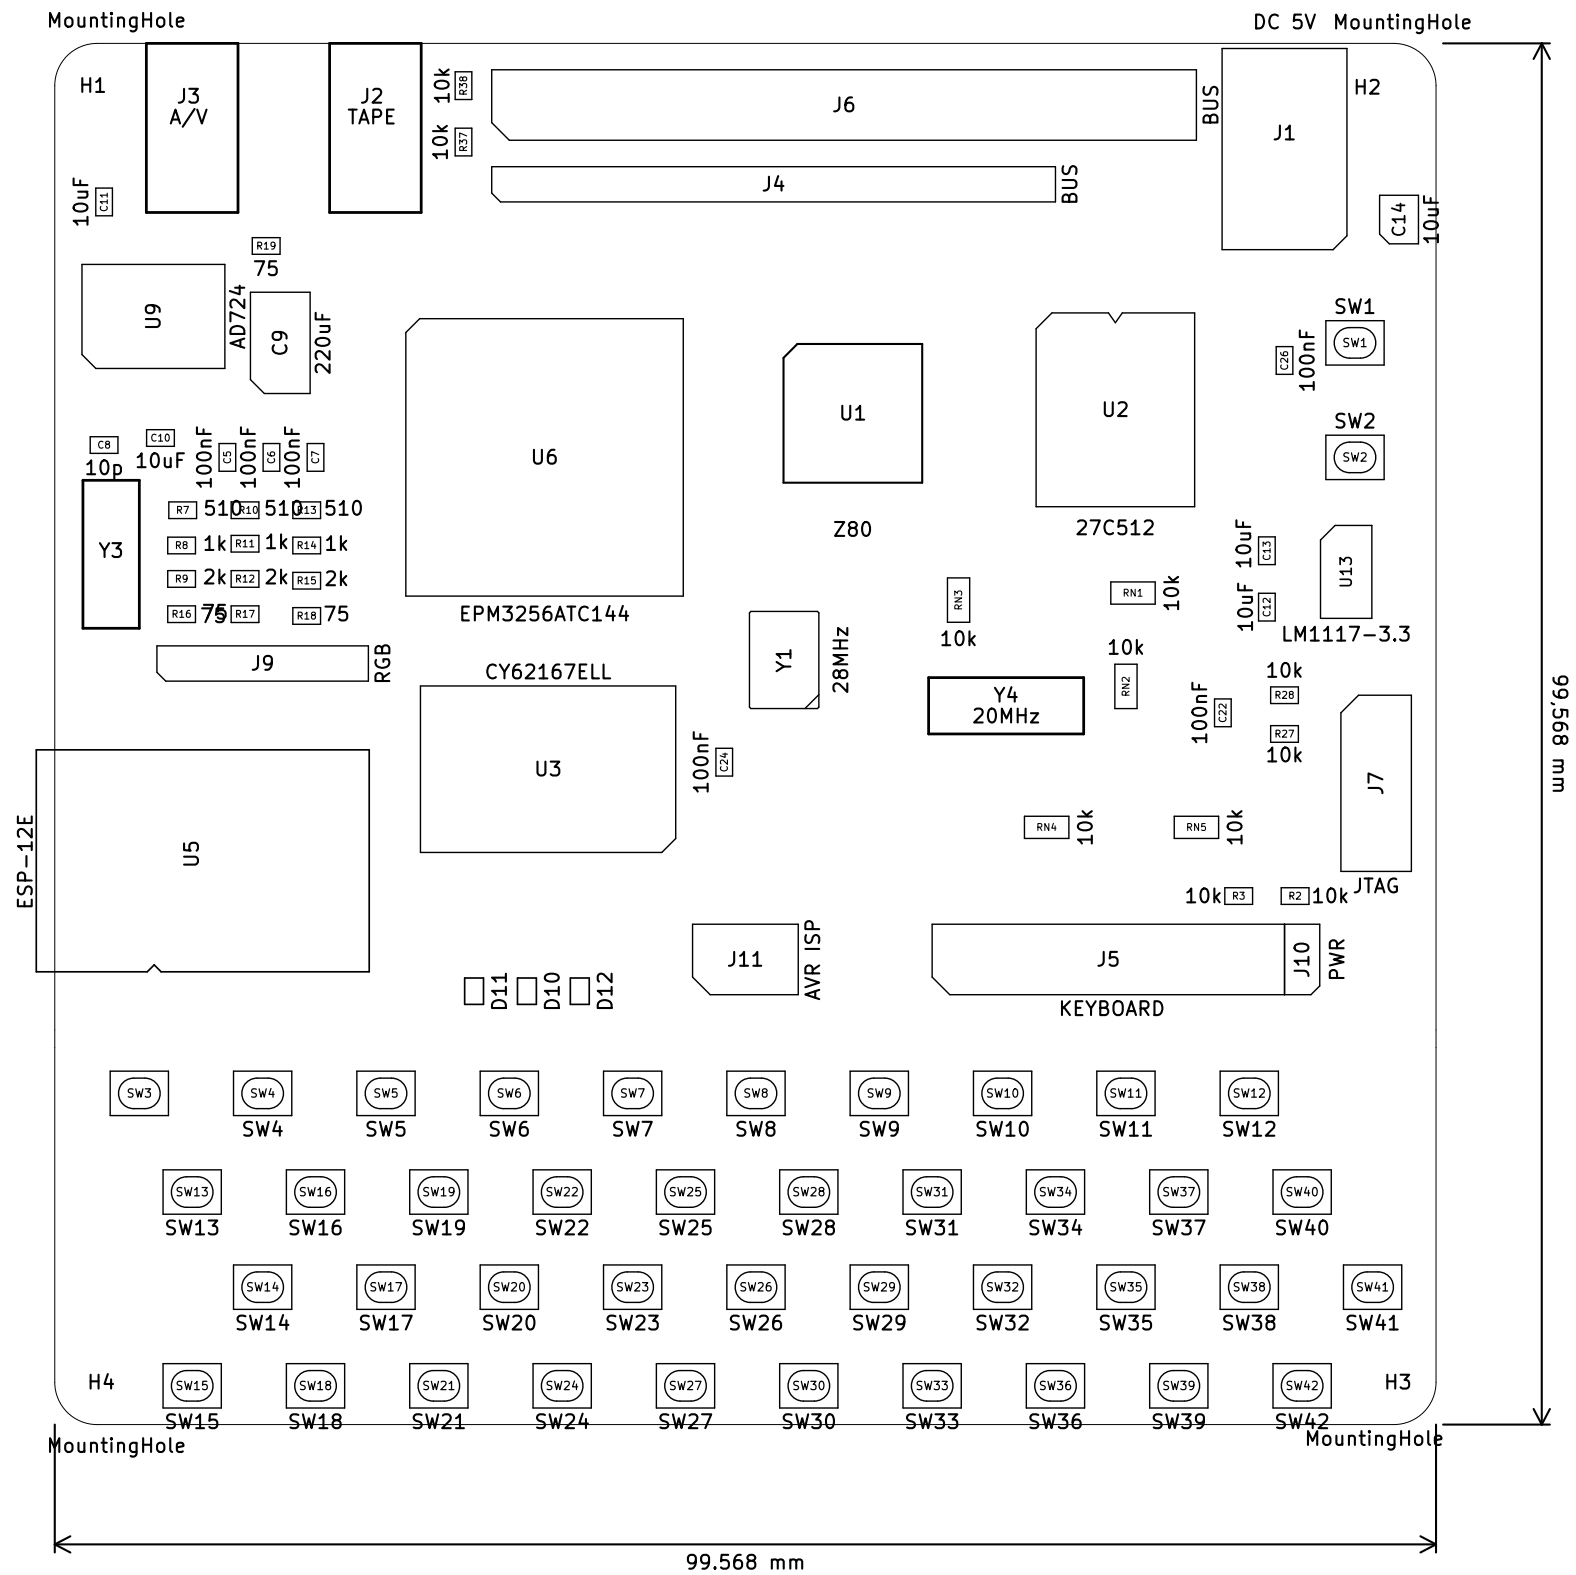 MountingHole
DC 5V MountingHole
H1
J3
A/V
J2
TAPE
10k
R38
10k
R37
J6
BUS
J1
H2
J4
BUS
10uF
C11
C14
10uF
R19
75
U9
AD724
C9
220uF
U6
EPM3256ATC144
U1
Z80
U2
27C512
SW1
SW1
C26
100nF
SW2
SW2
C8
10p
C10
10uF
100nF
C5
100nF
C6
100nF
C7
Y3
R7
510
R10
510
R13
510
R8
1k
R11
1k
R14
1k
R9
2k
R12
2k
R15
2k
R16
75
75
R17
R18
75
J9
RGB
10uF
C13
10uF
C12
U13
LM1117-3.3
RN3
10k
RN1
10k
10k
RN2
Y1
28MHz
Y4
20MHz
CY62167ELL
U3
100nF
C24
100nF
C22
10k
R28
R27
10k
J7
JTAG
99,568 mm
ESP-12E
U5
RN4
10k
RN5
10k
10k
R3
R2
10k
J11
AVR ISP
J5
KEYBOARD
J10
PWR
D11
D10
D12
SW3
SW4
SW5
SW6
SW7
SW8
SW9
SW10
SW11
SW12
SW4
SW5
SW6
SW7
SW8
SW9
SW10
SW11
SW12
SW13
SW16
SW19
SW22
SW25
SW28
SW31
SW34
SW37
SW40
SW13
SW16
SW19
SW22
SW25
SW28
SW31
SW34
SW37
SW40
SW14
SW17
SW20
SW23
SW26
SW29
SW32
SW35
SW38
SW41
SW14
SW17
SW20
SW23
SW26
SW29
SW32
SW35
SW38
SW41
H4
SW15
SW18
SW21
SW24
SW27
SW30
SW33
SW36
SW39
SW42
H3
SW15
SW18
SW21
SW24
SW27
SW30
SW33
SW36
SW39
SW42
MountingHole
MountingHole
99.568 mm